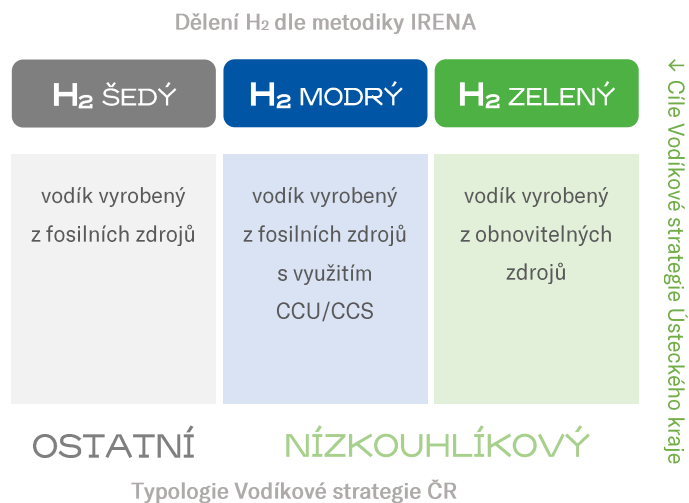 Dělení H₂ dle metodiky IRENA
H₂ ŠEDÝ
H₂ MODRÝ
H₂ ZELENÝ
vodík vyrobený
z fosilních zdrojů
vodík vyrobený
z fosilních zdrojů
s využitím
CCU/CCS
vodík vyrobený
z obnovitelných
zdrojů
↓ Cíle Vodíkové strategie Ústeckého kraje
OSTATNÍ
NÍZKOUHLÍKOVÝ
Typologie Vodíkové strategie ČR